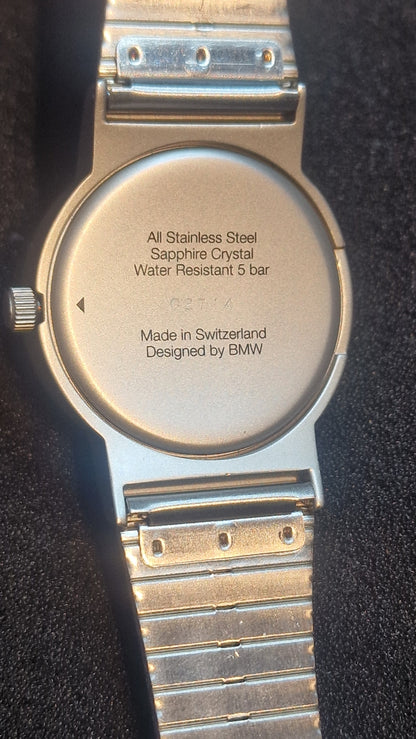 All Stainless Steel
Sapphire Crystal
Water Resistant 5 bar
Made in Switzerland
Designed by BMW